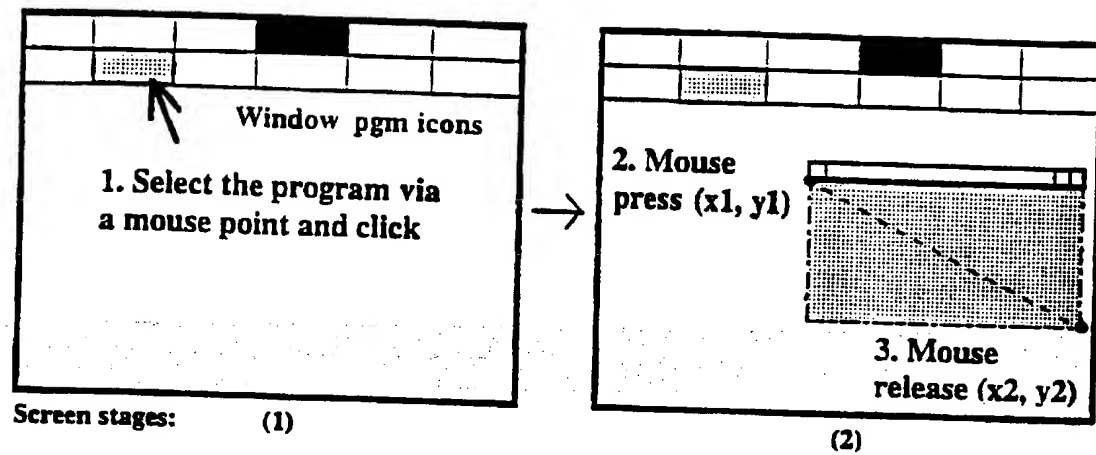 Window pgm icons
1. Select the program via
a mouse point and click
2. Mouse
press (x1, y1)
3. Mouse
release (x2, y2)
Screen stages: (1)
(2)